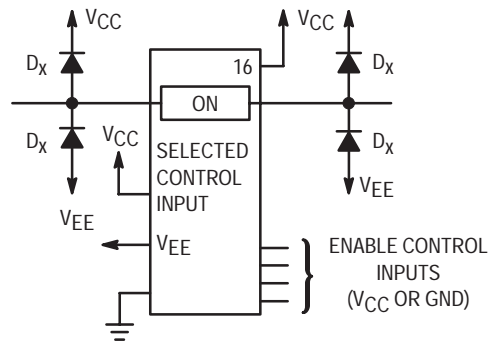 VCC
VCC
VCC
16
DX
DX
ON
DX
DX
VCC
SELECTED
CONTROL
INPUT
VEE
VEE
VEE
ENABLE CONTROL
INPUTS
(VCC OR GND)